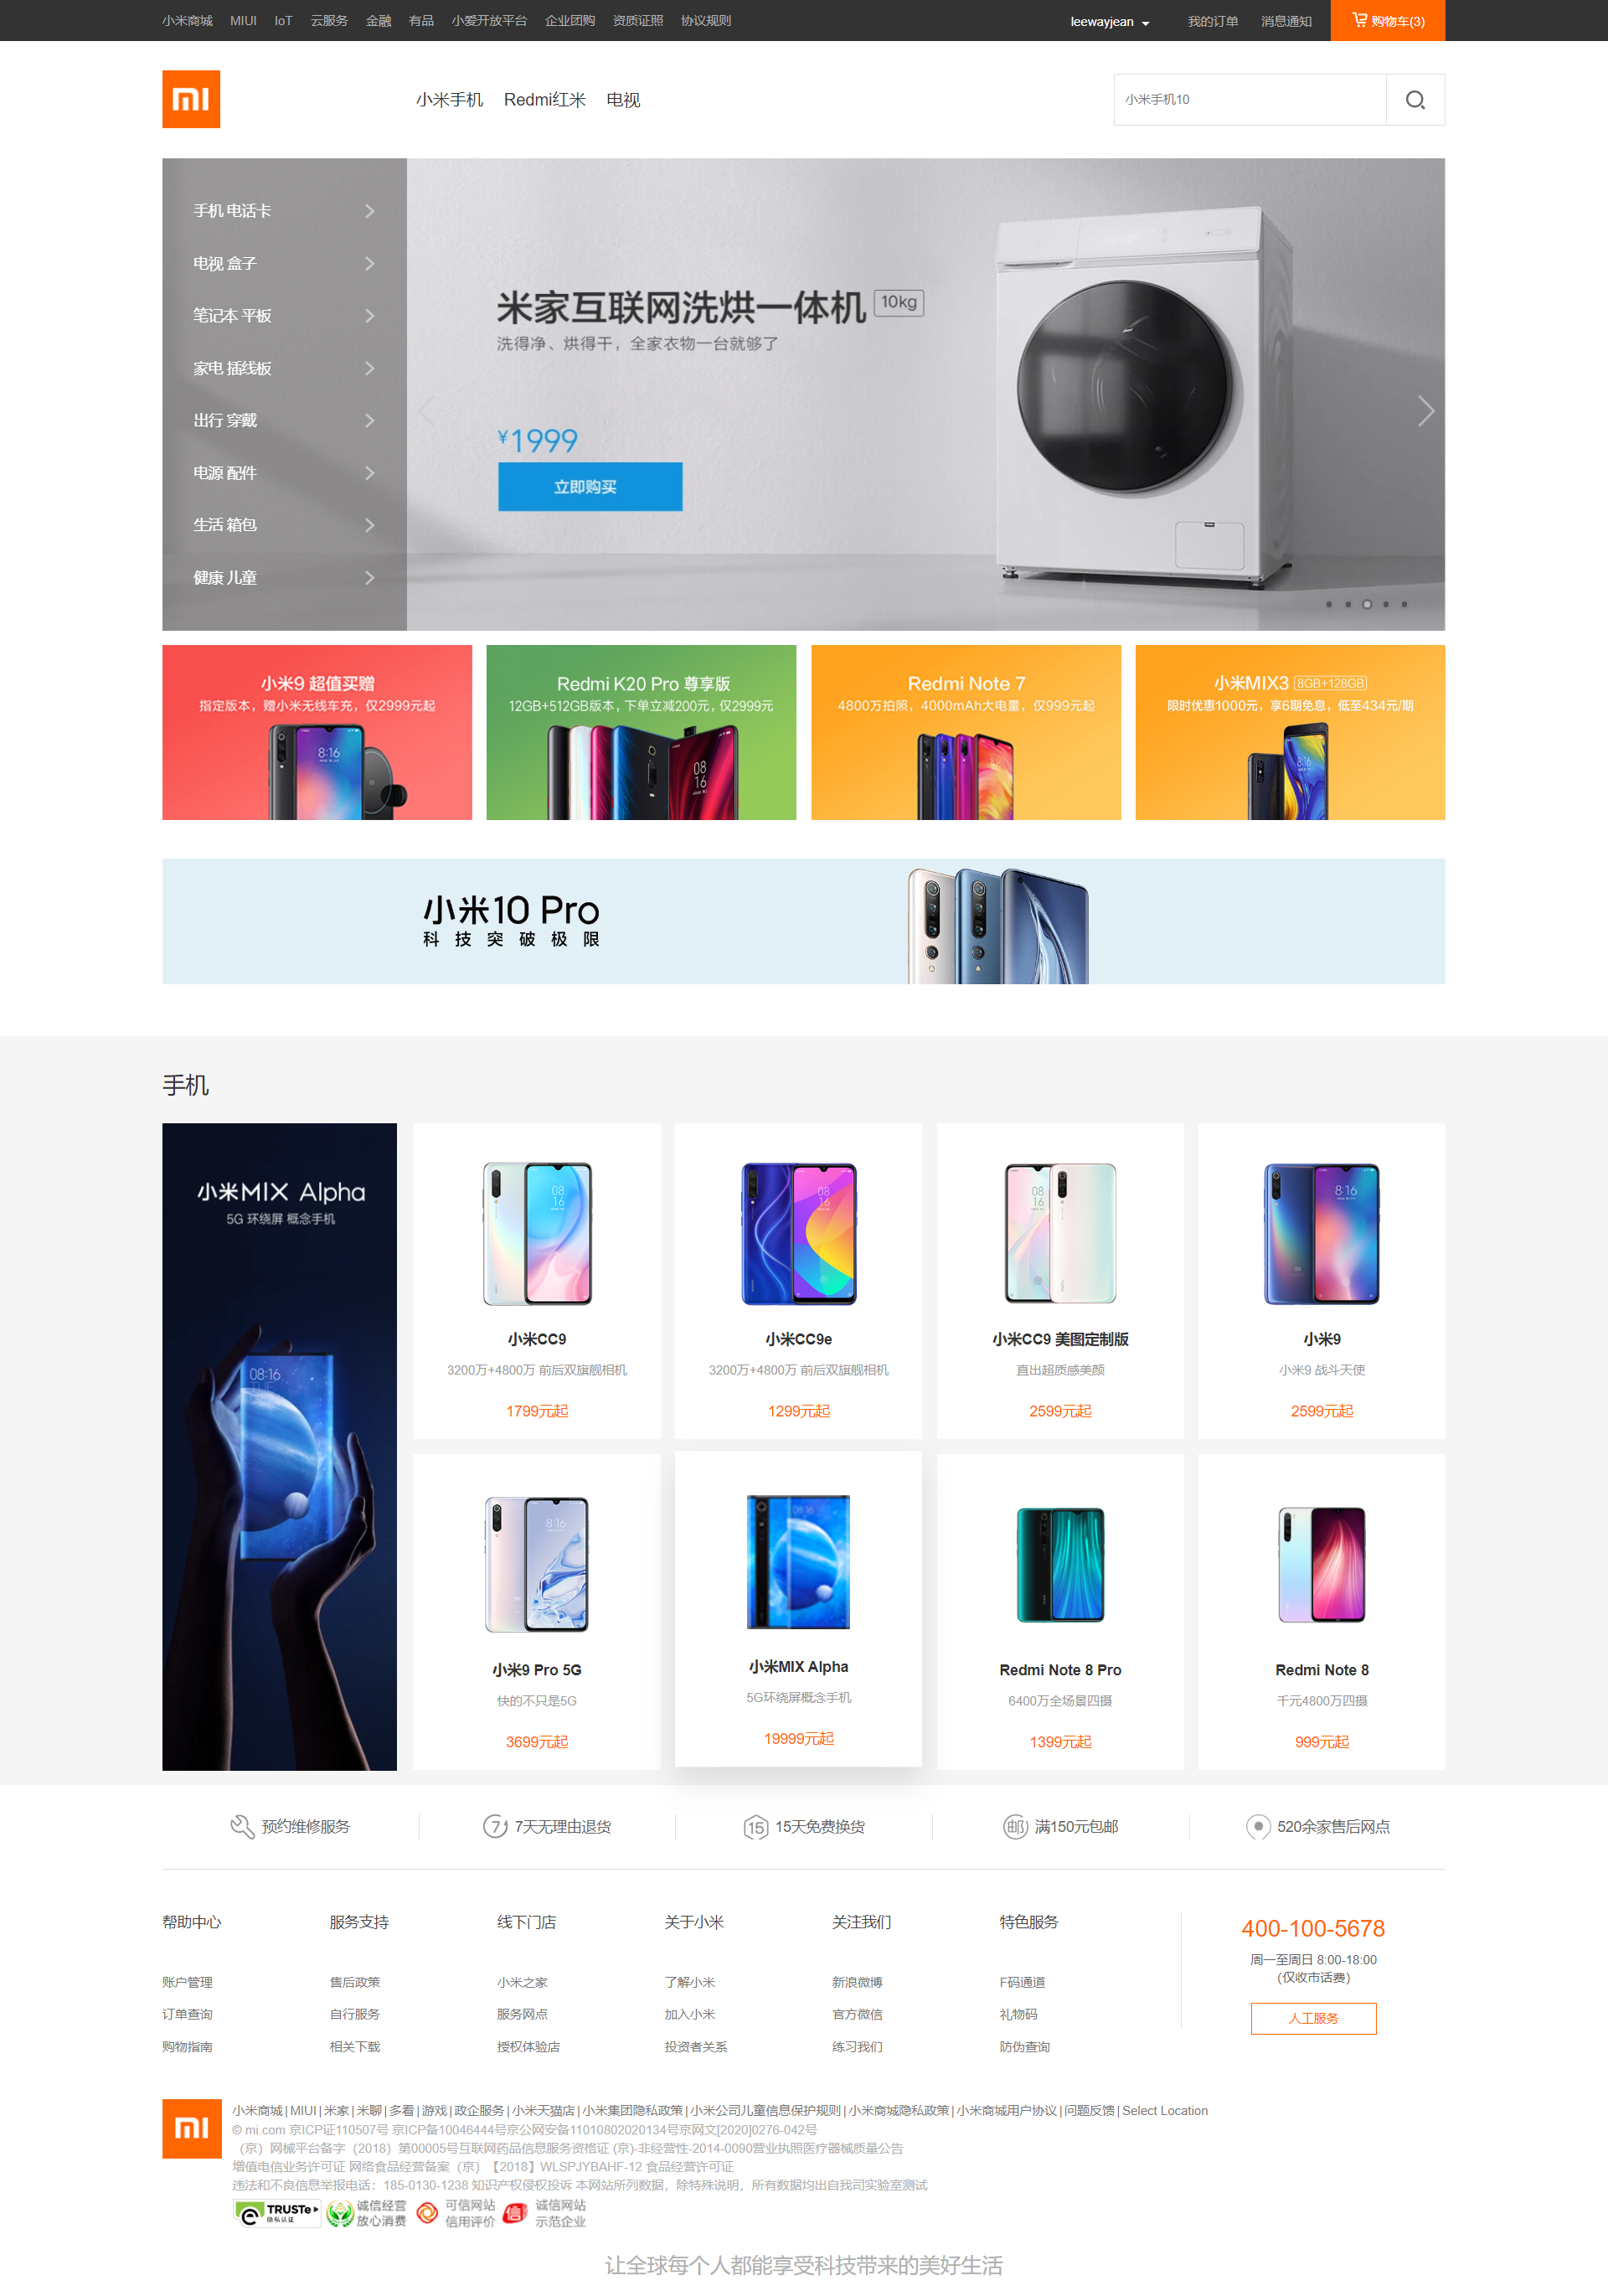 小米商城 MIUI IoT 云服务 金融 有品 小爱开放平台 企业团购 资质证照 协议规则 leewayjean 我的订单 消息通知 购物车(3)
小米手机 Redmi红米 电视 小米手机10
手机 电话卡
电视 盒子
笔记本 平板
家电 插线板
出行 穿戴
电源 配件
生活 箱包
健康 儿童
米家互联网洗烘一体机 10kg
洗得净、烘得干，全家衣物一台就够了
¥1999
立即购买
小米9 超值买赠
指定版本，赠小米无线车充，仅2999元起
Redmi K20 Pro 尊享版
12GB+512GB版本，下单立减200元，仅2999元
Redmi Note 7
4800万拍照，4000mAh大电量，仅999元起
小米MIX3 8GB+128GB
限时优惠1000元，享6期免息，低至434元/期
小米10 Pro
科技突破极限
手机
小米MIX Alpha
5G 环绕屏 概念手机
08:16
小米CC9
3200万+4800万 前后双旗舰相机
1799元起
小米CC9e
3200万+4800万 前后双旗舰相机
1299元起
小米CC9 美图定制版
直出超质感美颜
2599元起
小米9
小米9 战斗天使
2599元起
小米9 Pro 5G
快的不只是5G
3699元起
小米MIX Alpha
5G环绕屏概念手机
19999元起
Redmi Note 8 Pro
6400万全场景四摄
1399元起
Redmi Note 8
千元4800万四摄
999元起
预约维修服务 7天无理由退货 15天免费换货 满150元包邮 520余家售后网点
帮助中心 服务支持 线下门店 关于小米 关注我们 特色服务
账户管理 售后政策 小米之家 了解小米 新浪微博 F码通道
订单查询 自行服务 服务网点 加入小米 官方微信 礼物码
购物指南 相关下载 授权体验店 投资者关系 练习我们 防伪查询
400-100-5678
周一至周日 8:00-18:00
（仅收市话费）
人工服务
小米商城|MIUI|米家|米聊|多看|游戏|政企服务|小米天猫店|小米集团隐私政策|小米公司儿童信息保护规则|小米商城隐私政策|小米商城用户协议|问题反馈|Select Location
© mi.com 京ICP证110507号 京ICP备10046444号京公网安备11010802020134号京网文[2020]0276-042号
（京）网械平台备字（2018）第00005号互联网药品信息服务资格证 (京)-非经营性-2014-0090营业执照医疗器械质量公告
增值电信业务许可证 网络食品经营备案（京）【2018】WLSPJYBAHF-12 食品经营许可证
违法和不良信息举报电话：185-0130-1238 知识产权侵权投诉 本网站所列数据，除特殊说明，所有数据均出自我司实验室测试
TRUSTe 隐私认证
诚信经营 放心消费
可信网站 信用评价
诚信网站 示范企业
让全球每个人都能享受科技带来的美好生活